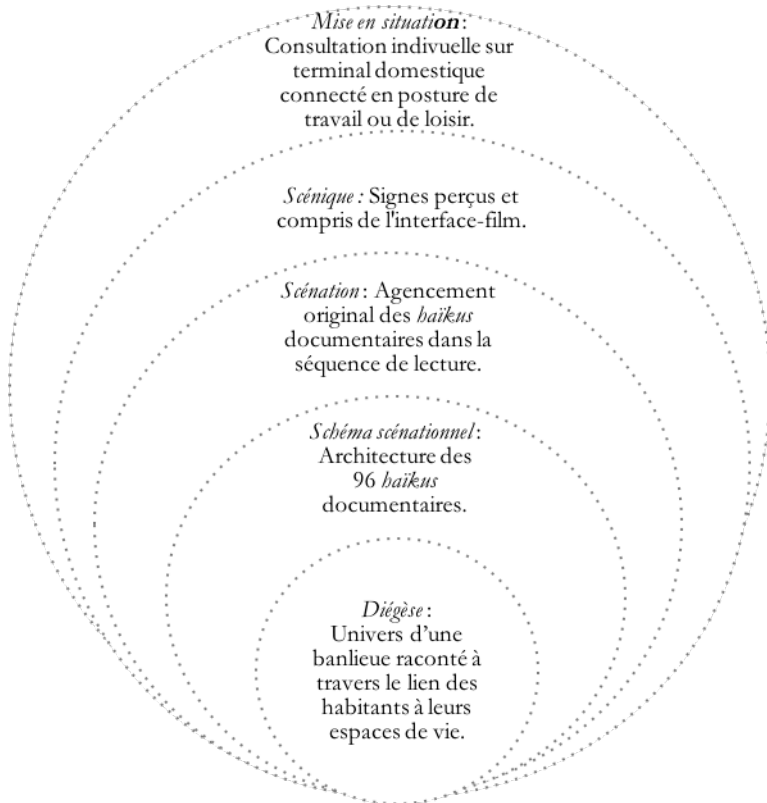 Mise en situation :
Consultation indivuelle sur
terminal domestique
connecté en posture de
travail ou de loisir.
Scénique : Signes perçus et
compris de l'interface-film.
Scénation : Agencement
original des haïkus
documentaires dans la
séquence de lecture.
Schéma scénationnel :
Architecture des
96 haïkus
documentaires.
Diégèse :
Univers d’une
banlieue raconté à
travers le lien des
habitants à leurs
espaces de vie.